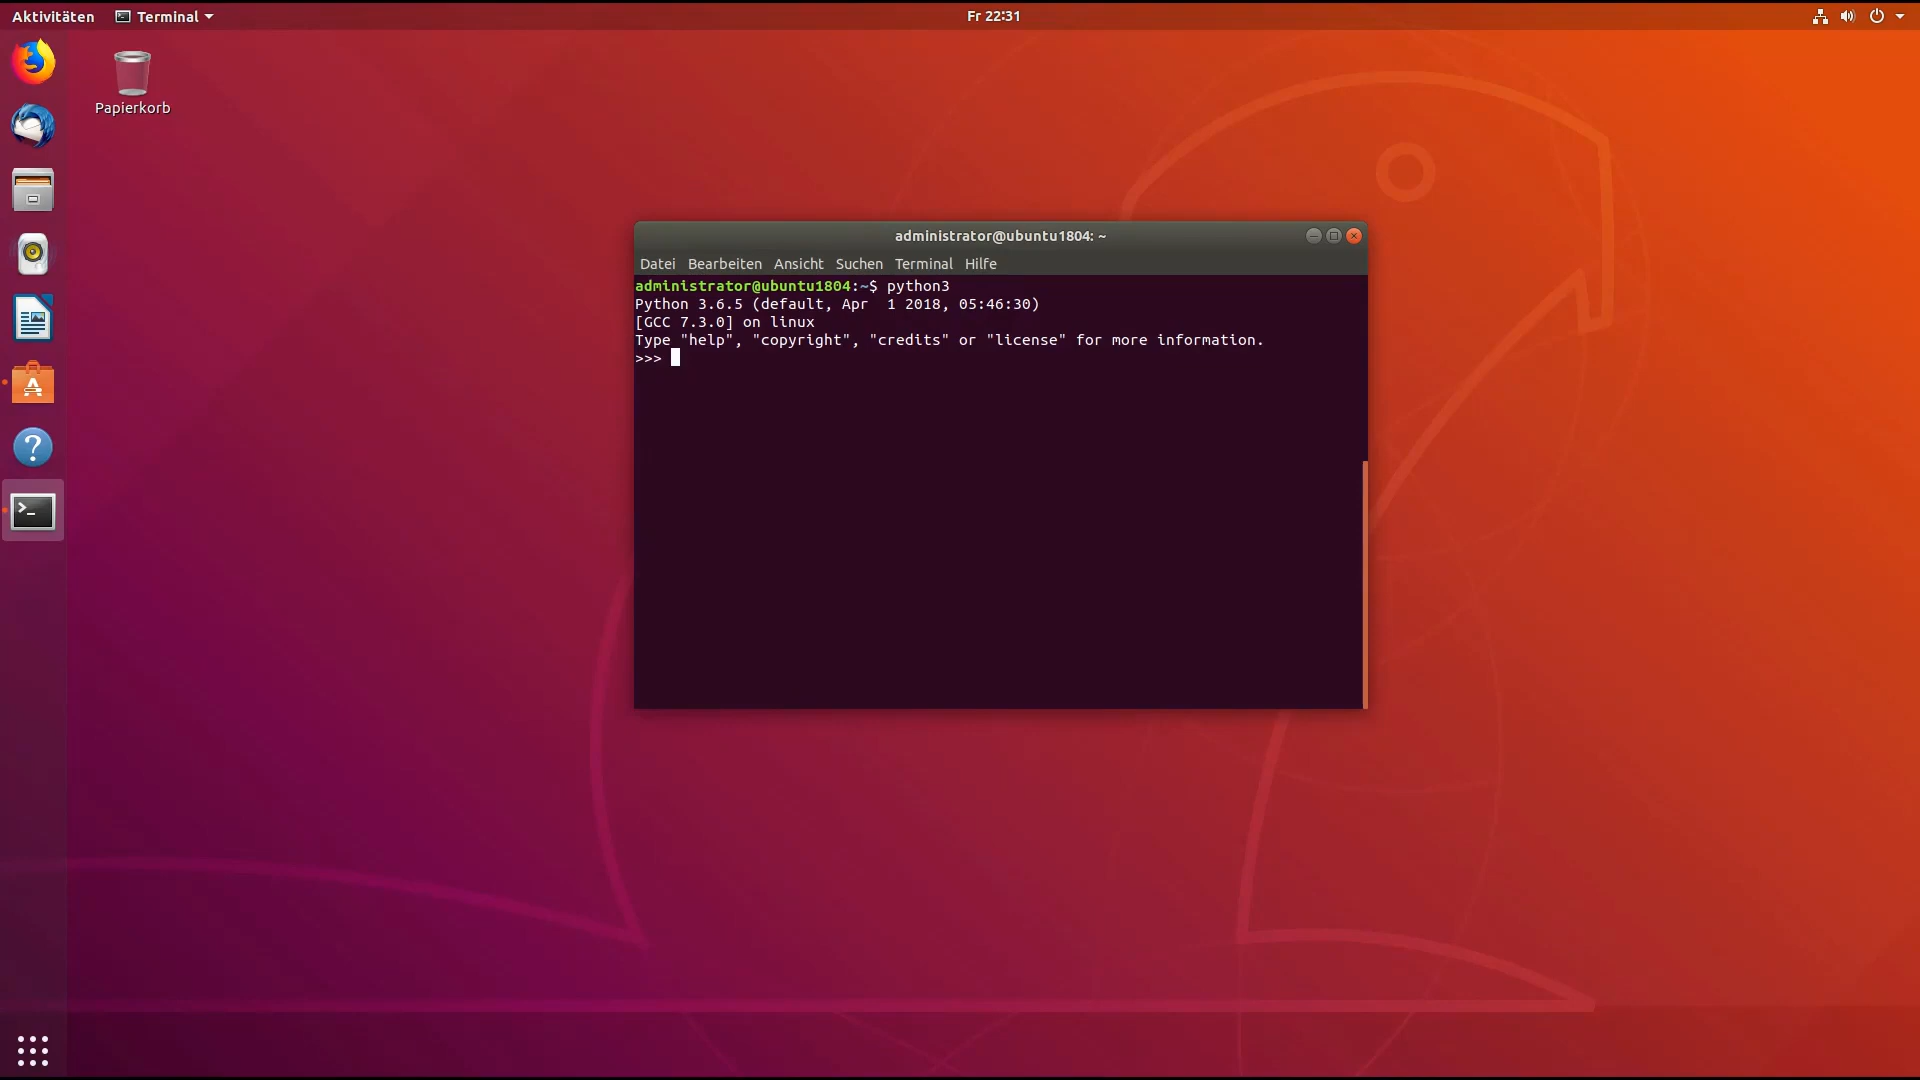 Aktivitäten Terminal Fr 22:31
Papierkorb
administrator@ubuntu1804: ~
Datei Bearbeiten Ansicht Suchen Terminal Hilfe
administrator@ubuntu1804:~$ python3
Python 3.6.5 (default, Apr  1 2018, 05:46:30)
[GCC 7.3.0] on linux
Type "help", "copyright", "credits" or "license" for more information.
>>>